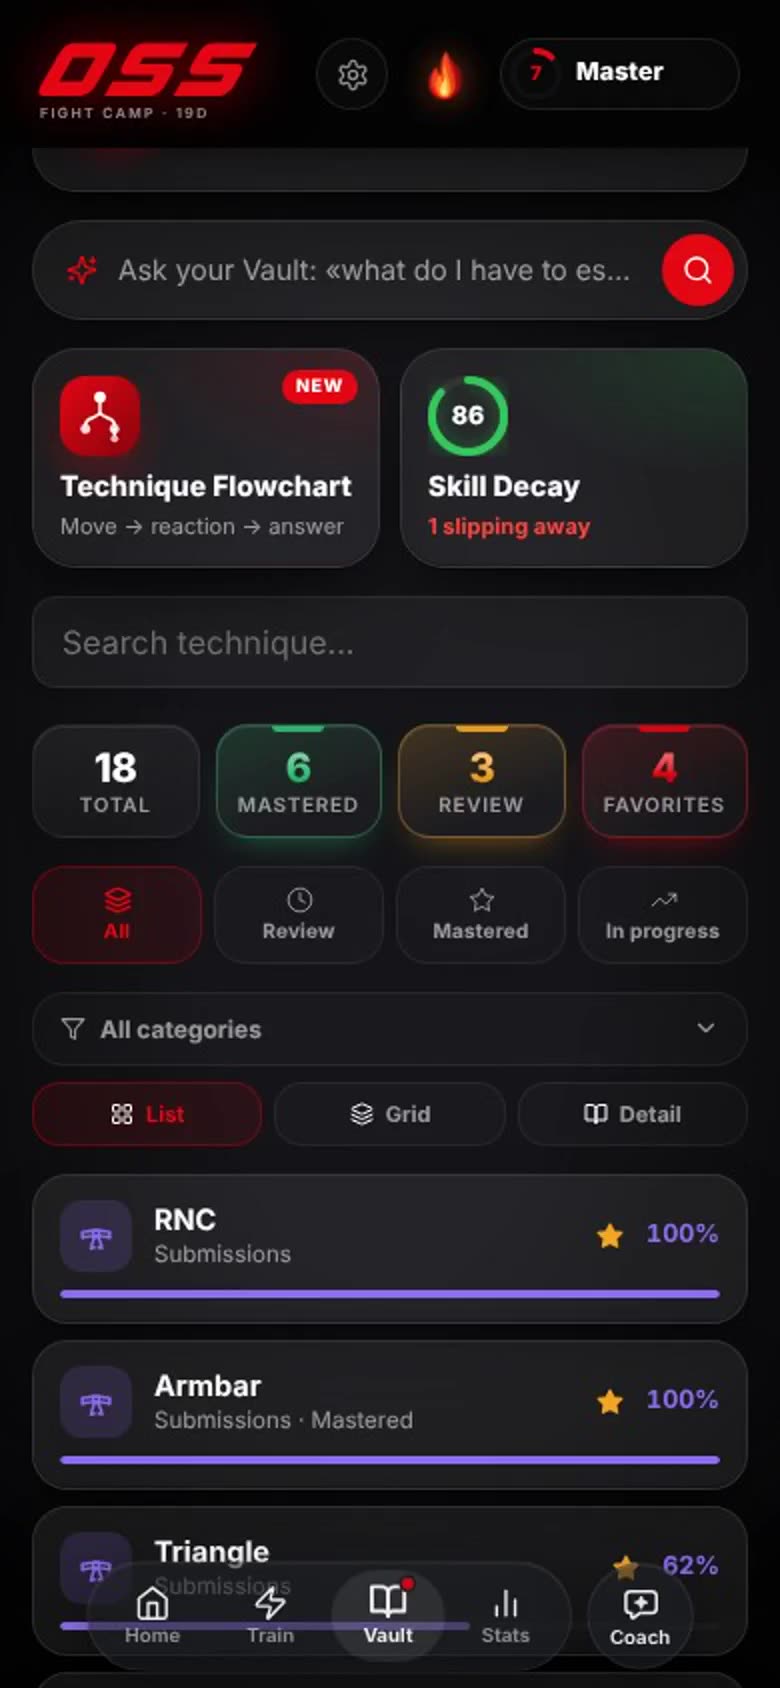 OSS
FIGHT CAMP · 19D
7
Master
Ask your Vault: «what do I have to es...
NEW
Technique Flowchart
Move → reaction → answer
86
Skill Decay
1 slipping away
Search technique...
18
TOTAL
6
MASTERED
3
REVIEW
4
FAVORITES
All
Review
Mastered
In progress
All categories
List
Grid
Detail
RNC
Submissions
100%
Armbar
Submissions · Mastered
100%
Triangle
Submissions
62%
Home
Train
Vault
Stats
Coach